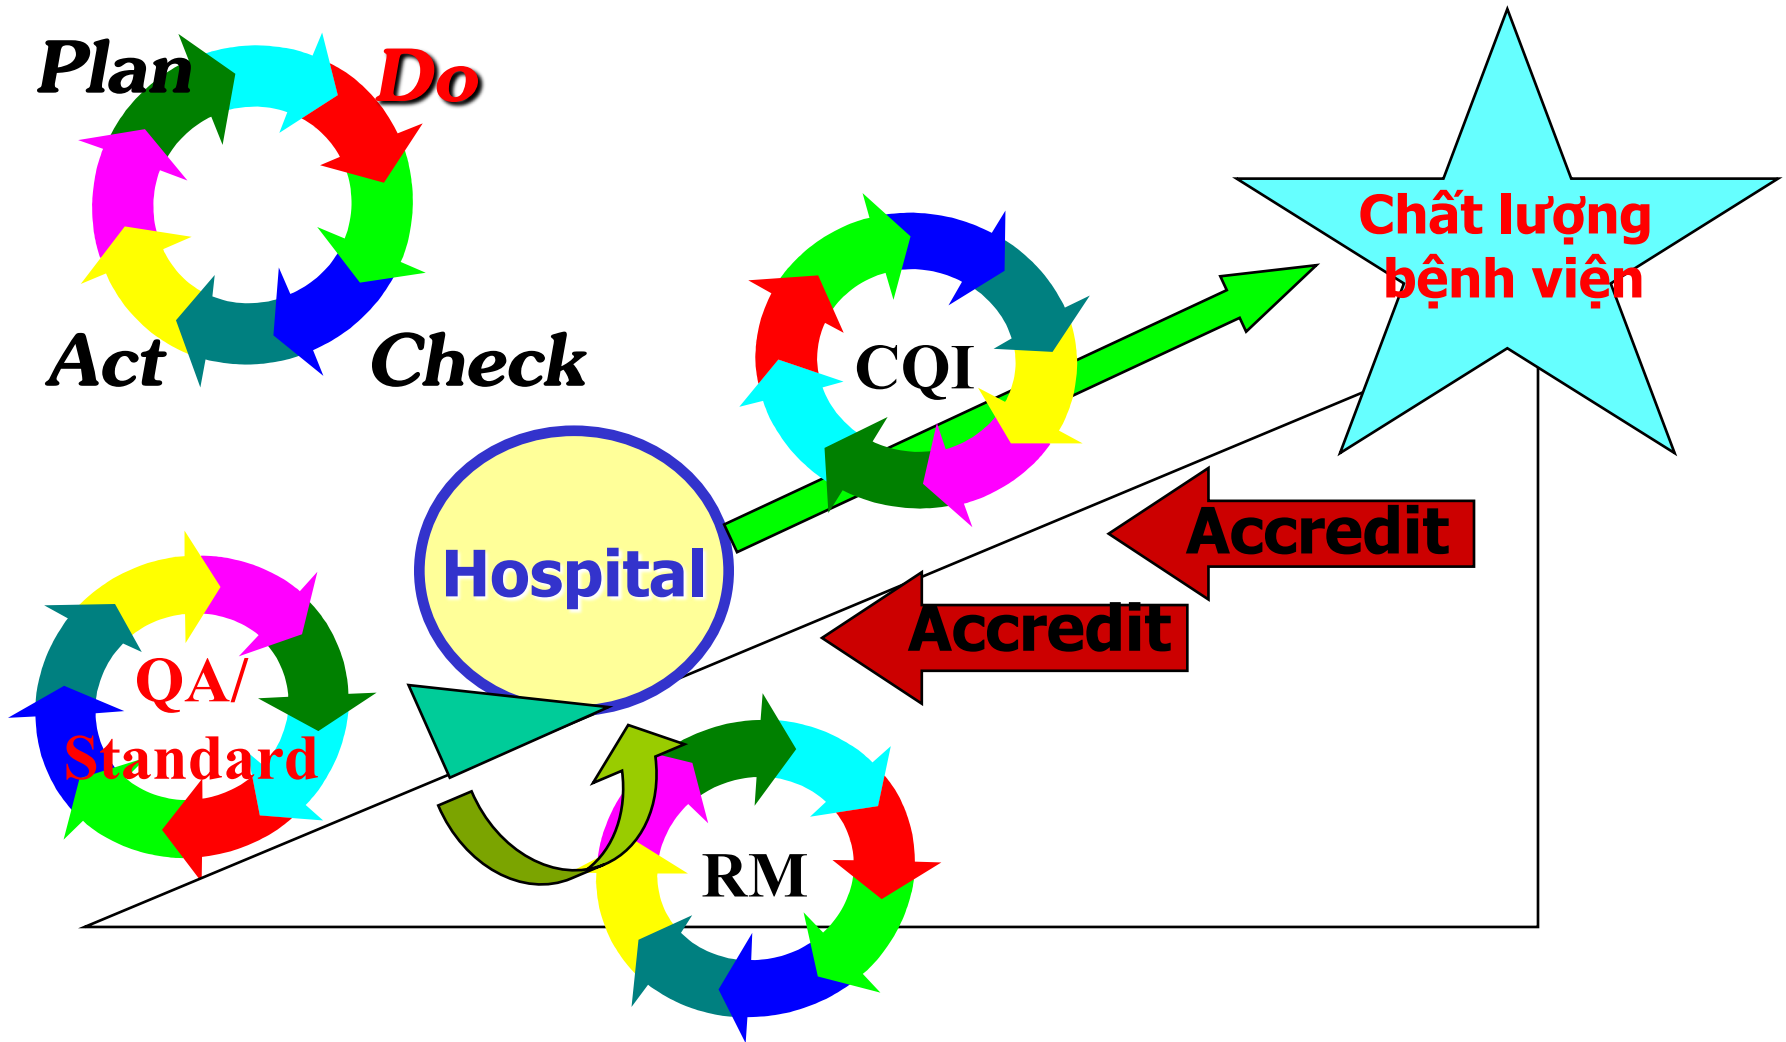 Plan
Do
Act
Check
Chất lượng
bệnh viện
CQI
Hospital
Accredit
Accredit
QA/
Standard
RM